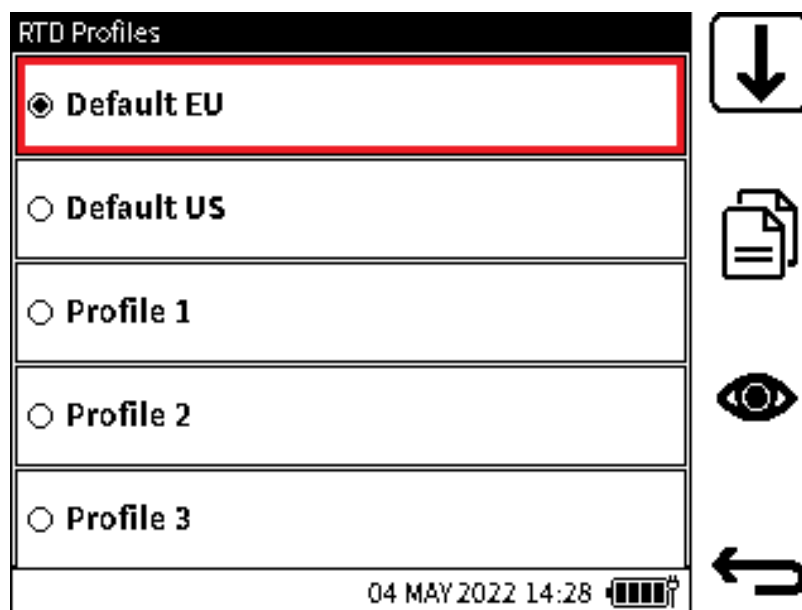 RTD Profiles
Default EU
Default US
Profile 1
Profile 2
Profile 3
04 MAY 2022 14:28